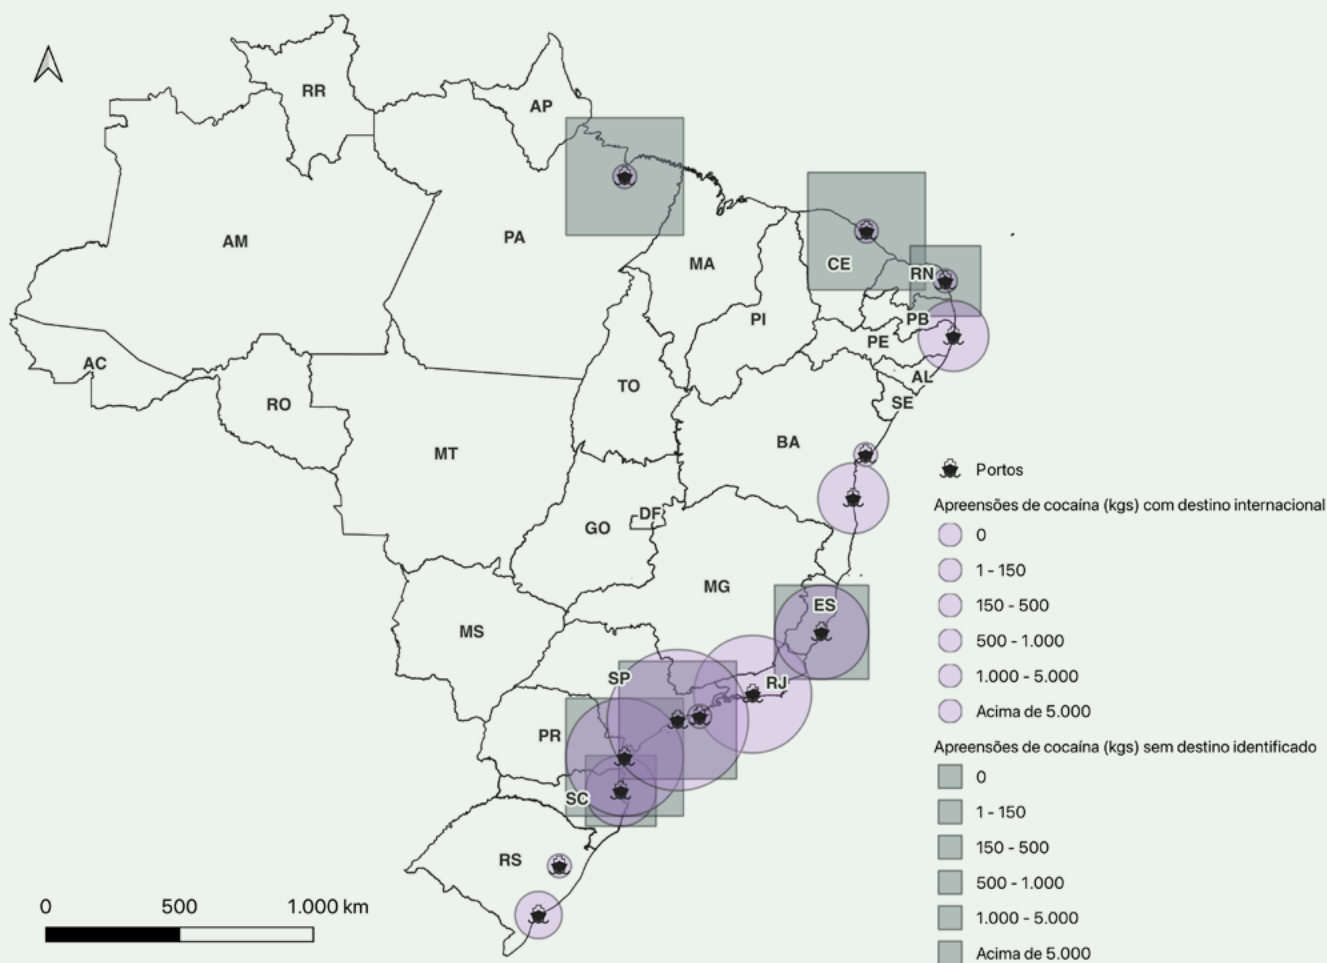 RR
AP
AM
PA
MA
CE
RN
PB
PI
PE
AC
TO
AL
RO
SE
MT
BA
GO
DF
MG
ES
MS
SP
RJ
PR
SC
RS
0 500 1.000 km
Portos
Apreensões de cocaína (kgs) com destino internacional
0
1 - 150
150 - 500
500 - 1.000
1.000 - 5.000
Acima de 5.000
Apreensões de cocaína (kgs) sem destino identificado
0
1 - 150
150 - 500
500 - 1.000
1.000 - 5.000
Acima de 5.000